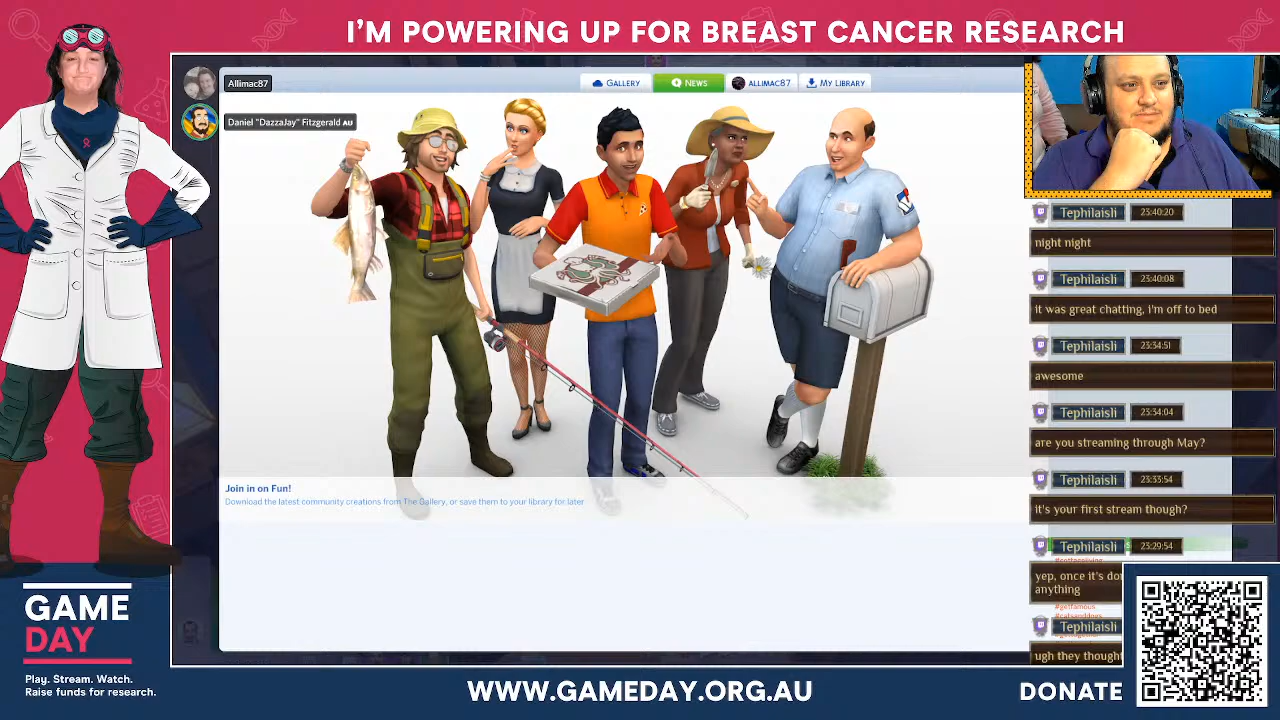 I'M POWERING UP FOR BREAST CANCER RESEARCH
Allimac87
Daniel "DazzaJay" Fitzgerald AU
GALLERY
NEWS
ALLIMAC87
MY LIBRARY
Join in on Fun!
Download the latest community creations from The Gallery, or save them to your library for later
Tephilaisli 23:40:20
night night
Tephilaisli 23:40:08
it was great chatting, i'm off to bed
Tephilaisli 23:34:51
awesome
Tephilaisli 23:34:04
are you streaming through May?
Tephilaisli 23:33:54
it's your first stream though?
Tephilaisli 23:29:54
yep, once it's do
anything
#getfamous
#catsanddogs
Tephilaisli
ugh they thought
GAME
DAY
Play. Stream. Watch.
Raise funds for research.
WWW.GAMEDAY.ORG.AU
DONATE